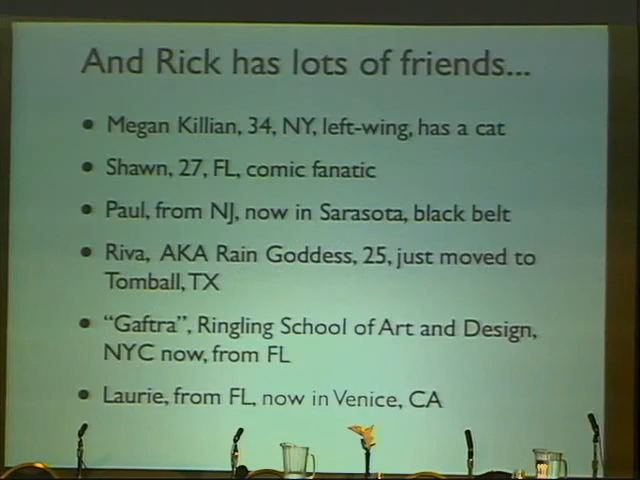 And Rick has lots of friends...
• Megan Killian, 34, NY, left-wing, has a cat
• Shawn, 27, FL, comic fanatic
• Paul, from NJ, now in Sarasota, black belt
• Riva, AKA Rain Goddess, 25, just moved to
Tomball, TX
• “Gaftra”, Ringling School of Art and Design,
NYC now, from FL
• Laurie, from FL, now in Venice, CA